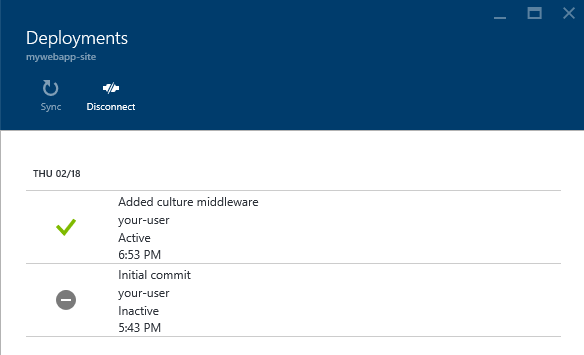 Deployments
mywebapp-site
Sync
Disconnect
THU 02/18
Added culture middleware
your-user
Active
6:53 PM
Initial commit
your-user
Inactive
5:43 PM